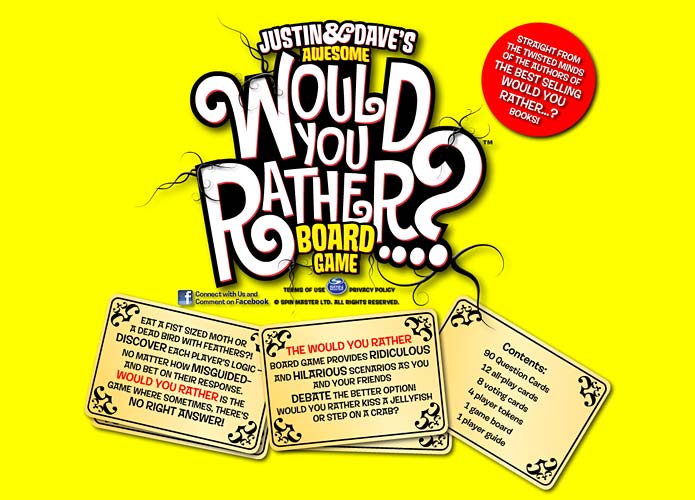 JUSTIN&DAVE'S
AWESOME
WOULD
YOU
RATHER..?
BOARD
GAME
™
STRAIGHT FROM
THE TWISTED MINDS
OF THE AUTHORS OF
THE BEST SELLING
WOULD YOU
RATHER...?
BOOKS!
TERMS OF USE
PRIVACY POLICY
Connect with Us and
Comment on Facebook
© SPIN MASTER LTD. ALL RIGHTS RESERVED.
EAT A FIST SIZED MOTH OR
A DEAD BIRD WITH FEATHERS?!
DISCOVER EACH PLAYER'S LOGIC –
NO MATTER HOW MISGUIDED–
AND BET ON THEIR RESPONSE.
WOULD YOU RATHER IS THE
GAME WHERE SOMETIMES, THERE'S
NO RIGHT ANSWER!
THE WOULD YOU RATHER
BOARD GAME PROVIDES RIDICULOUS
AND HILARIOUS SCENARIOS AS YOU
AND YOUR FRIENDS
DEBATE THE BETTER OPTION!
WOULD YOU RATHER KISS A JELLYFISH
OR STEP ON A CRAB?
Contents:
90 Question Cards
12 all-play cards
8 voting cards
4 player tokens
1 game board
1 player guide